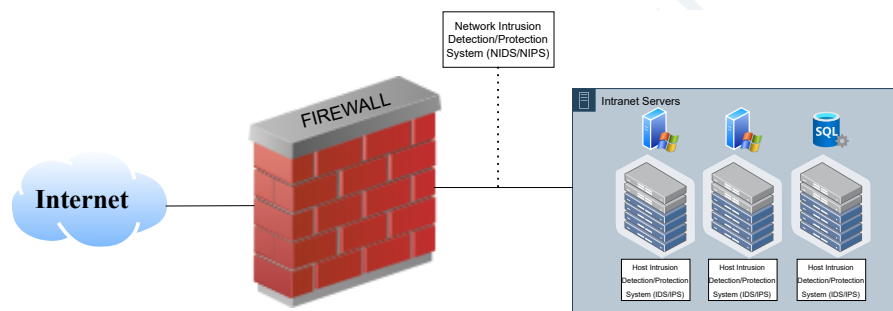 Network Intrusion
Detection/Protection
System (NIDS/NIPS)
FIREWALL
Internet
Intranet Servers
SQL
Host Intrusion
Detection/Protection
System (IDS/IPS)
Host Intrusion
Detection/Protection
System (IDS/IPS)
Host Intrusion
Detection/Protection
System (IDS/IPS)